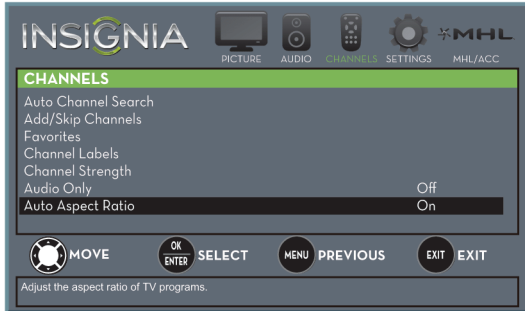 INSIGNIA
PICTURE AUDIO CHANNELS SETTINGS MHL/ACC
MHL
CHANNELS
Auto Channel Search
Add/Skip Channels
Favorites
Channel Labels
Channel Strength
Audio Only Off
Auto Aspect Ratio On
MOVE OK ENTER SELECT MENU PREVIOUS EXIT EXIT
Adjust the aspect ratio of TV programs.